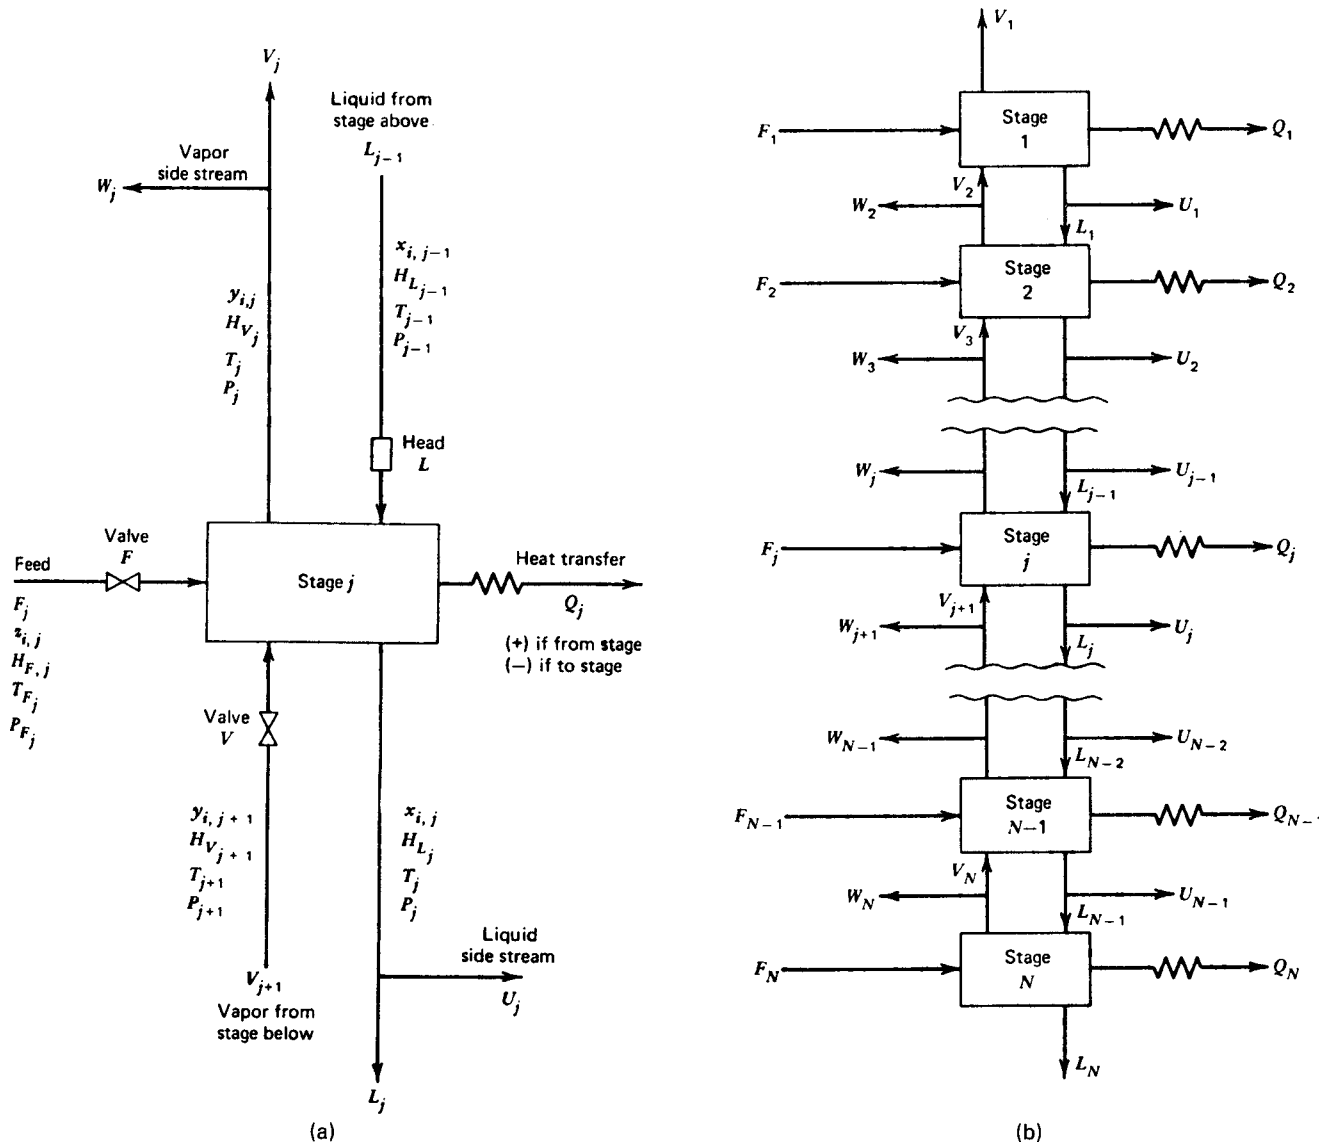 V_j
Liquid from
stage above
L_{j-1}
Vapor
side stream
W_j
x_{i, j-1}
H_{L_{j-1}}
T_{j-1}
P_{j-1}
y_{i,j}
H_{V_j}
T_j
P_j
Head
L
Valve
F
Feed
Stage j
Heat transfer
Q_j
(+) if from stage
(−) if to stage
F_j
z_{i, j}
H_{F, j}
T_{F_j}
P_{F_j}
Valve
V
y_{i, j+1}
H_{V_{j+1}}
T_{j+1}
P_{j+1}
x_{i, j}
H_{L_j}
T_j
P_j
V_{j+1}
Vapor from
stage below
Liquid
side stream
U_j
L_j
(a)
V_1
F_1
Stage
1
Q_1
V_2
W_2
U_1
L_1
F_2
Stage
2
Q_2
V_3
W_3
U_2
W_j
U_{j-1}
L_{j-1}
F_j
Stage
j
Q_j
V_{j+1}
W_{j+1}
U_j
L_j
W_{N-1}
U_{N-2}
L_{N-2}
F_{N-1}
Stage
N−1
Q_{N-1}
V_N
W_N
U_{N-1}
L_{N-1}
F_N
Stage
N
Q_N
L_N
(b)